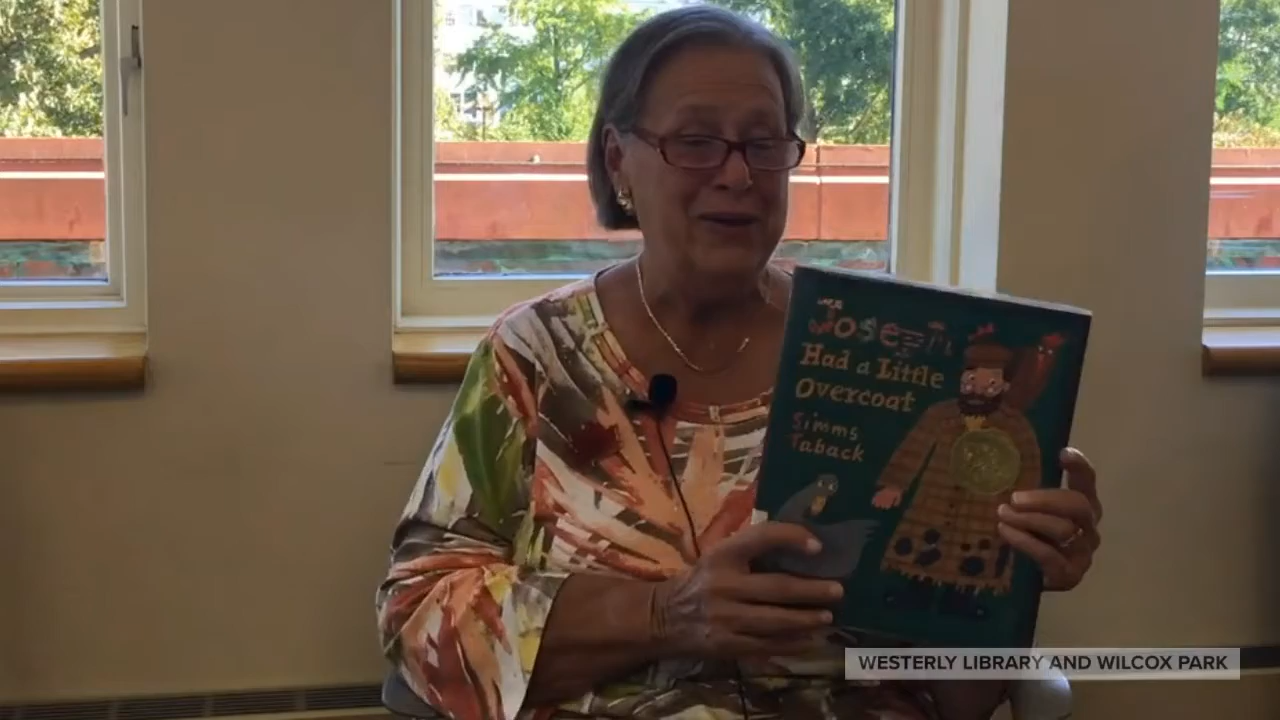 Joseph
Had a Little
Overcoat
Simms
Taback
WESTERLY LIBRARY AND WILCOX PARK